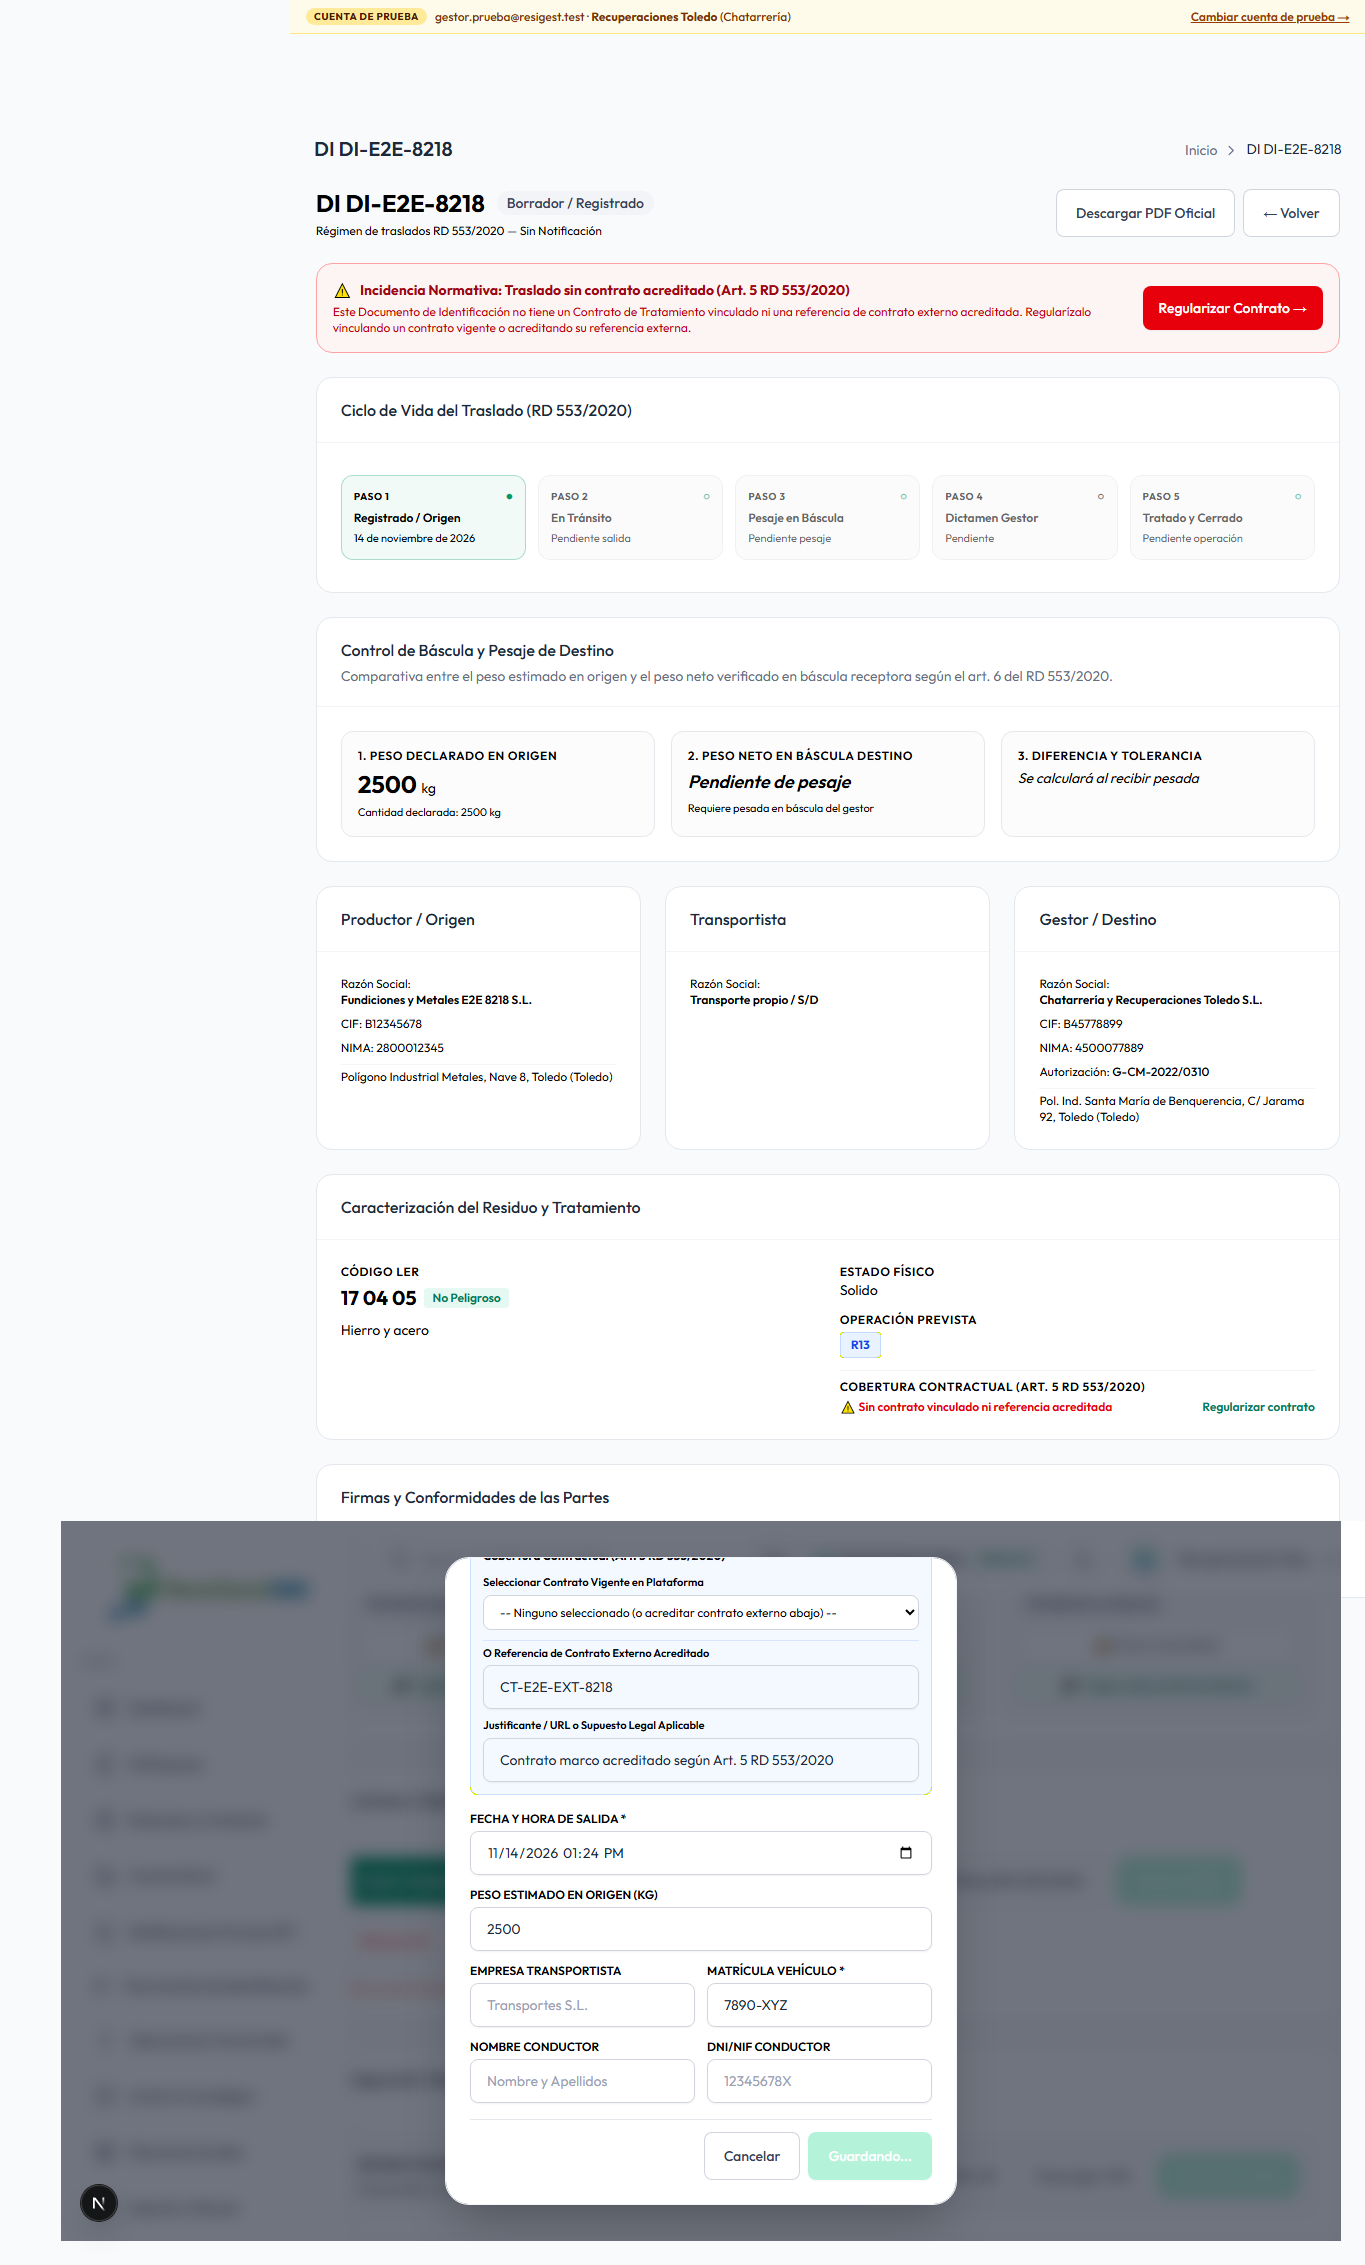 CUENTA DE PRUEBA gestor.prueba@resigest.test · Recuperaciones Toledo (Chatarrería) Cambiar cuenta de prueba →
DI DI-E2E-8218
Inicio > DI DI-E2E-8218
DI DI-E2E-8218 Borrador / Registrado
Régimen de traslados RD 553/2020 — Sin Notificación
Descargar PDF Oficial
← Volver
⚠ Incidencia Normativa: Traslado sin contrato acreditado (Art. 5 RD 553/2020)
Este Documento de Identificación no tiene un Contrato de Tratamiento vinculado ni una referencia de contrato externo acreditada. Regularízalo
vinculando un contrato vigente o acreditando su referencia externa.
Regularizar Contrato →
Ciclo de Vida del Traslado (RD 553/2020)
PASO 1
Registrado / Origen
14 de noviembre de 2026
PASO 2
En Tránsito
Pendiente salida
PASO 3
Pesaje en Báscula
Pendiente pesaje
PASO 4
Dictamen Gestor
Pendiente
PASO 5
Tratado y Cerrado
Pendiente operación
Control de Báscula y Pesaje de Destino
Comparativa entre el peso estimado en origen y el peso neto verificado en báscula receptora según el art. 6 del RD 553/2020.
1. PESO DECLARADO EN ORIGEN
2500 kg
Cantidad declarada: 2500 kg
2. PESO NETO EN BÁSCULA DESTINO
Pendiente de pesaje
Requiere pesada en báscula del gestor
3. DIFERENCIA Y TOLERANCIA
Se calculará al recibir pesada
Productor / Origen
Razón Social:
Fundiciones y Metales E2E 8218 S.L.
CIF: B12345678
NIMA: 2800012345
Polígono Industrial Metales, Nave 8, Toledo (Toledo)
Transportista
Razón Social:
Transporte propio / S/D
Gestor / Destino
Razón Social:
Chatarrería y Recuperaciones Toledo S.L.
CIF: B45778899
NIMA: 4500077889
Autorización: G-CM-2022/0310
Pol. Ind. Santa María de Benquerencia, C/ Jarama
92, Toledo (Toledo)
Caracterización del Residuo y Tratamiento
CÓDIGO LER
17 04 05 No Peligroso
Hierro y acero
ESTADO FÍSICO
Solido
OPERACIÓN PREVISTA
R13
COBERTURA CONTRACTUAL (ART. 5 RD 553/2020)
⚠ Sin contrato vinculado ni referencia acreditada Regularizar contrato
Firmas y Conformidades de las Partes
Cobertura Contractual (Art. 5 RD 553/2020)
Seleccionar Contrato Vigente en Plataforma
-- Ninguno seleccionado (o acreditar contrato externo abajo) --
O Referencia de Contrato Externo Acreditado
CT-E2E-EXT-8218
Justificante / URL o Supuesto Legal Aplicable
Contrato marco acreditado según Art. 5 RD 553/2020
FECHA Y HORA DE SALIDA *
11/14/2026 01:24 PM
PESO ESTIMADO EN ORIGEN (KG)
2500
EMPRESA TRANSPORTISTA
Transportes S.L.
MATRÍCULA VEHÍCULO *
7890-XYZ
NOMBRE CONDUCTOR
Nombre y Apellidos
DNI/NIF CONDUCTOR
12345678X
Cancelar
Guardando...
N